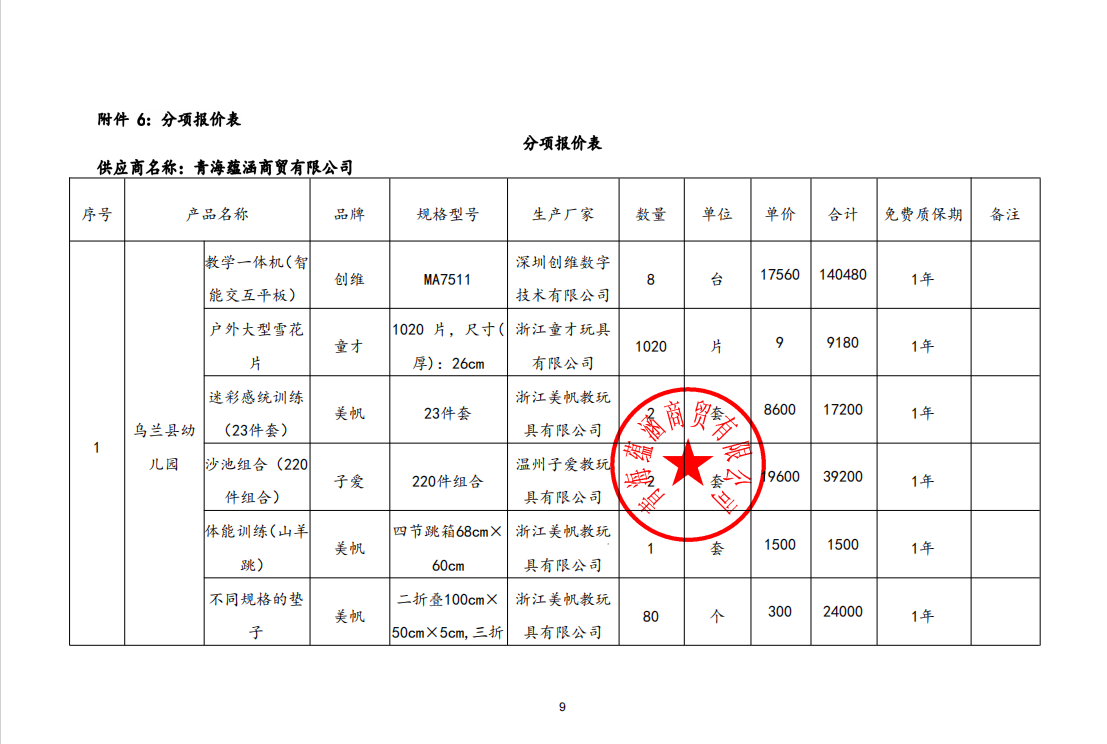 附件 6: 分项报价表
分项报价表
供应商名称: 青海蕴涵商贸有限公司
序号 产品名称 品牌 规格型号 生产厂家 数量 单位 单价 合计 免费质保期 备注
1 乌兰县幼
儿园
教学一体机(智
能交互平板) 创维 MA7511 深圳创维数字
技术有限公司 8 台 17560 140480 1年
户外大型雪花
片 童才 1020 片, 尺寸(
厚): 26cm 浙江童才玩具
有限公司 1020 片 9 9180 1年
迷彩感统训练
(23件套) 美帆 23件套 浙江美帆教玩
具有限公司 2 套 8600 17200 1年
沙池组合 (220
件组合) 子爱 220件组合 温州子爱教玩
具有限公司 2 套 19600 39200 1年
体能训练(山羊
跳) 美帆 四节跳箱68cm×
60cm 浙江美帆教玩
具有限公司 1 套 1500 1500 1年
不同规格的垫
子 美帆 二折叠100cm×
50cm×5cm,三折 浙江美帆教玩
具有限公司 80 个 300 24000 1年
青海蕴涵商贸有限公司
9